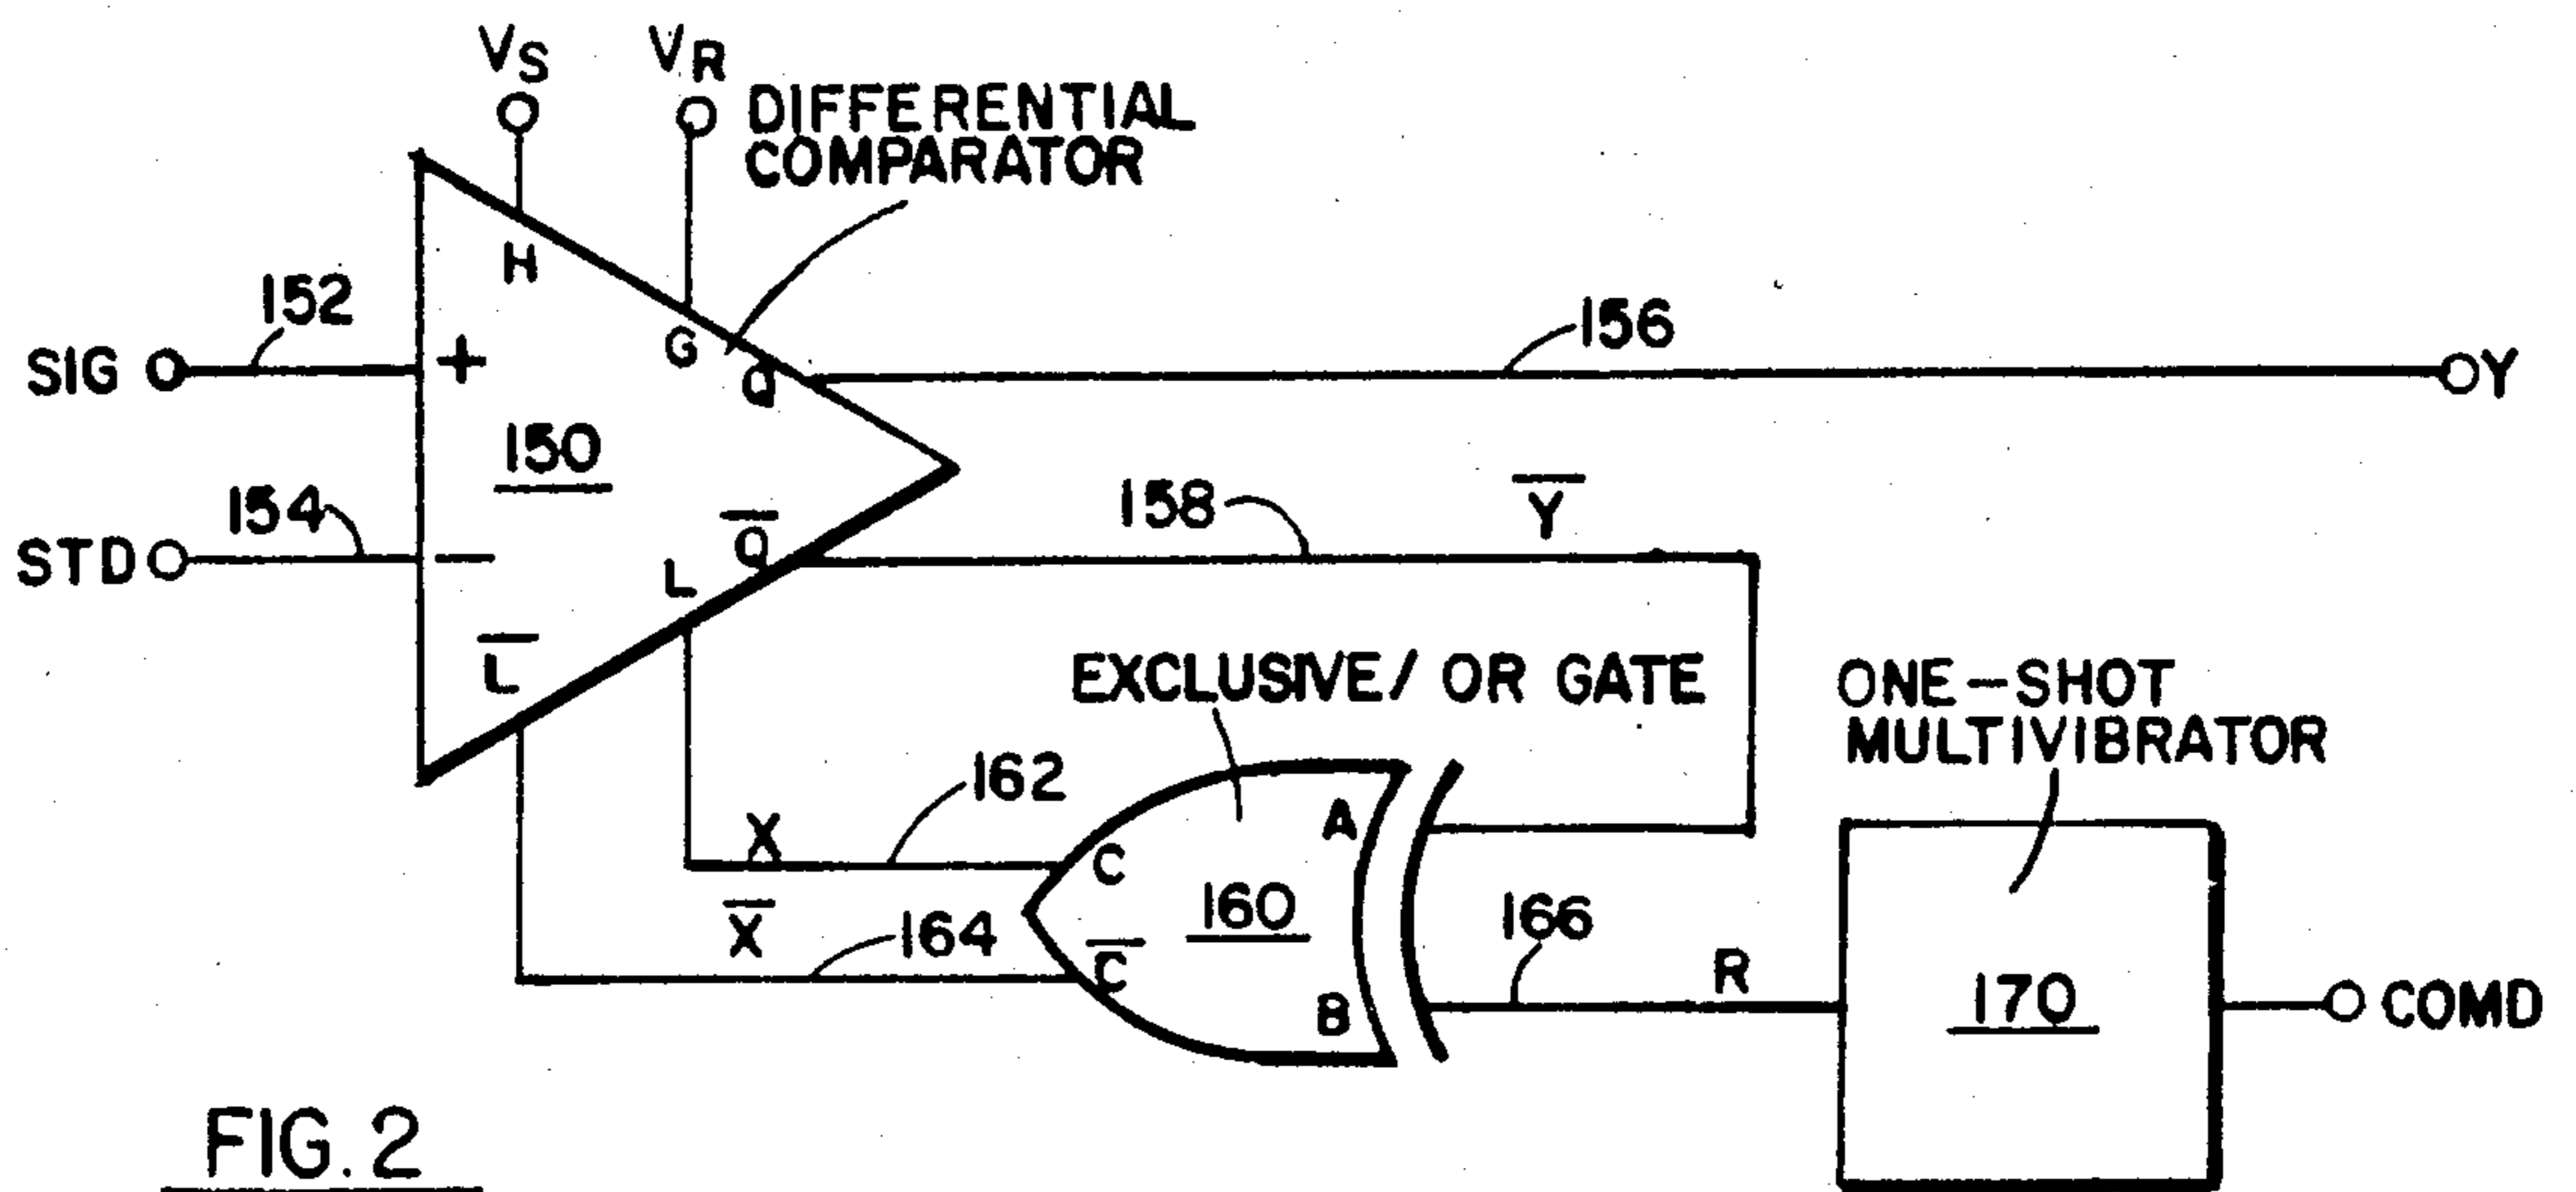 VS
VR
DIFFERENTIAL
COMPARATOR
H
152
G
156
SIG
+
Q
Y
150
154
158
Y̅
STD
−
Q̅
L
L̅
EXCLUSIVE/ OR GATE
ONE-SHOT
MULTIVIBRATOR
162
X
A
C
160
166
X̅
164
C̅
R
B
170
COMD
FIG. 2